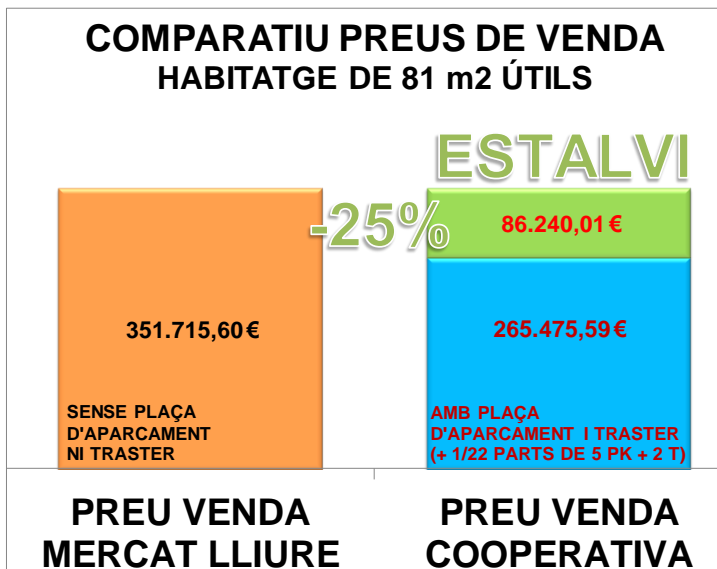 COMPARATIU PREUS DE VENDA
HABITATGE DE 81 m2 ÚTILS
ESTALVI
-25%
86.240,01 €
351.715,60 €
265.475,59 €
SENSE PLAÇA
D'APARCAMENT
NI TRASTER
AMB PLAÇA
D'APARCAMENT I TRASTER
(+ 1/22 PARTS DE 5 PK + 2 T)
PREU VENDA
MERCAT LLIURE
PREU VENDA
COOPERATIVA